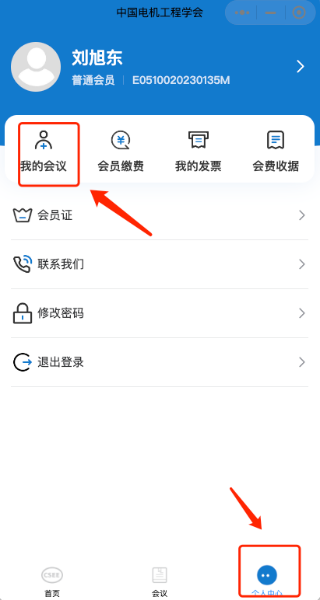 中国电机工程学会
刘旭东
普通会员 E0510020230135M
我的会议 会员缴费 我的发票 会费收据
会员证
联系我们
修改密码
退出登录
CSEE
首页 会议 个人中心